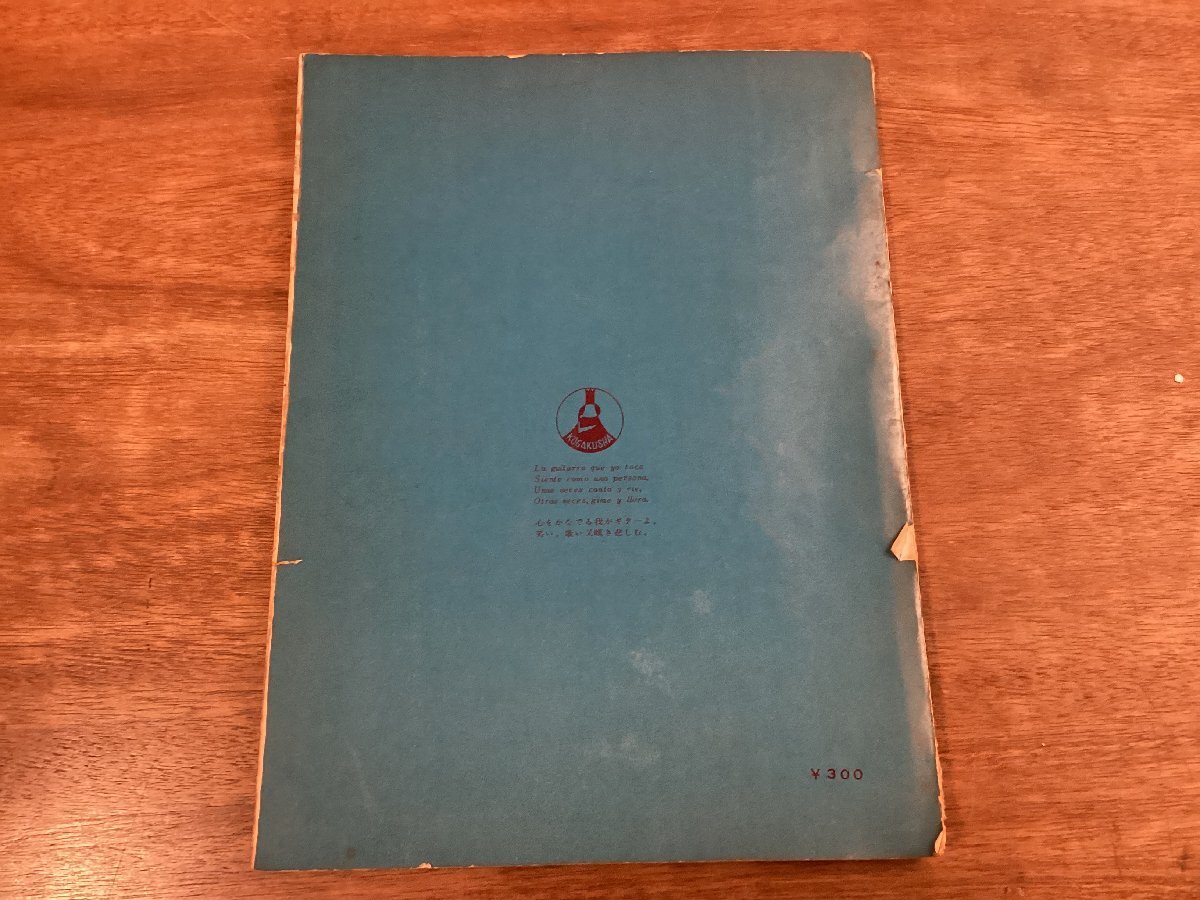 KOGAKUSHA
La guitarra que yo toco
Siente como una persona,
Unas veces canta y ríe,
Otras veces, gime y llora.
心をかなでる我がギターよ。
笑い、歌い又嘆き悲しむ。
¥300